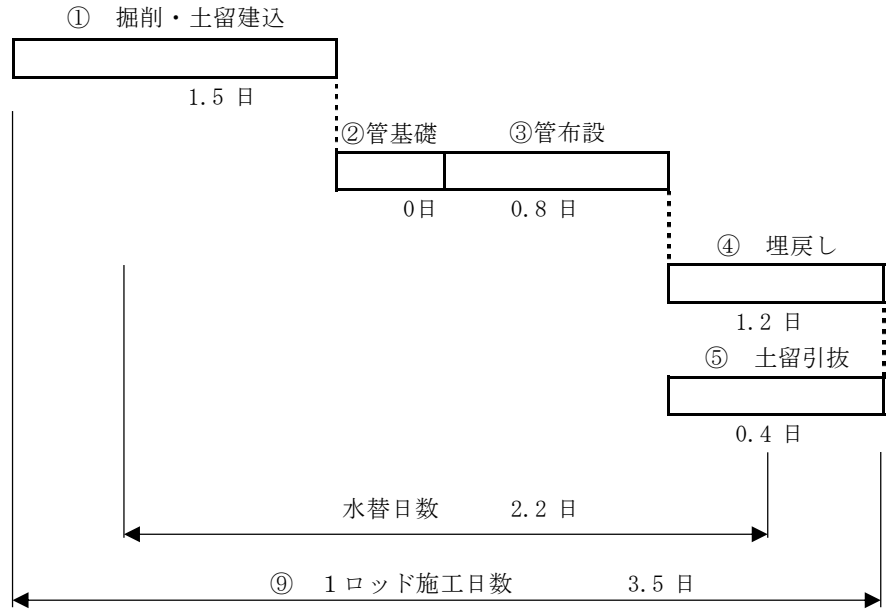 ① 掘削・土留建込
1.5 日
②管基礎 ③管布設
0日 0.8 日
④ 埋戻し
1.2 日
⑤ 土留引抜
0.4 日
水替日数 2.2 日
⑨ １ロッド施工日数 3.5 日